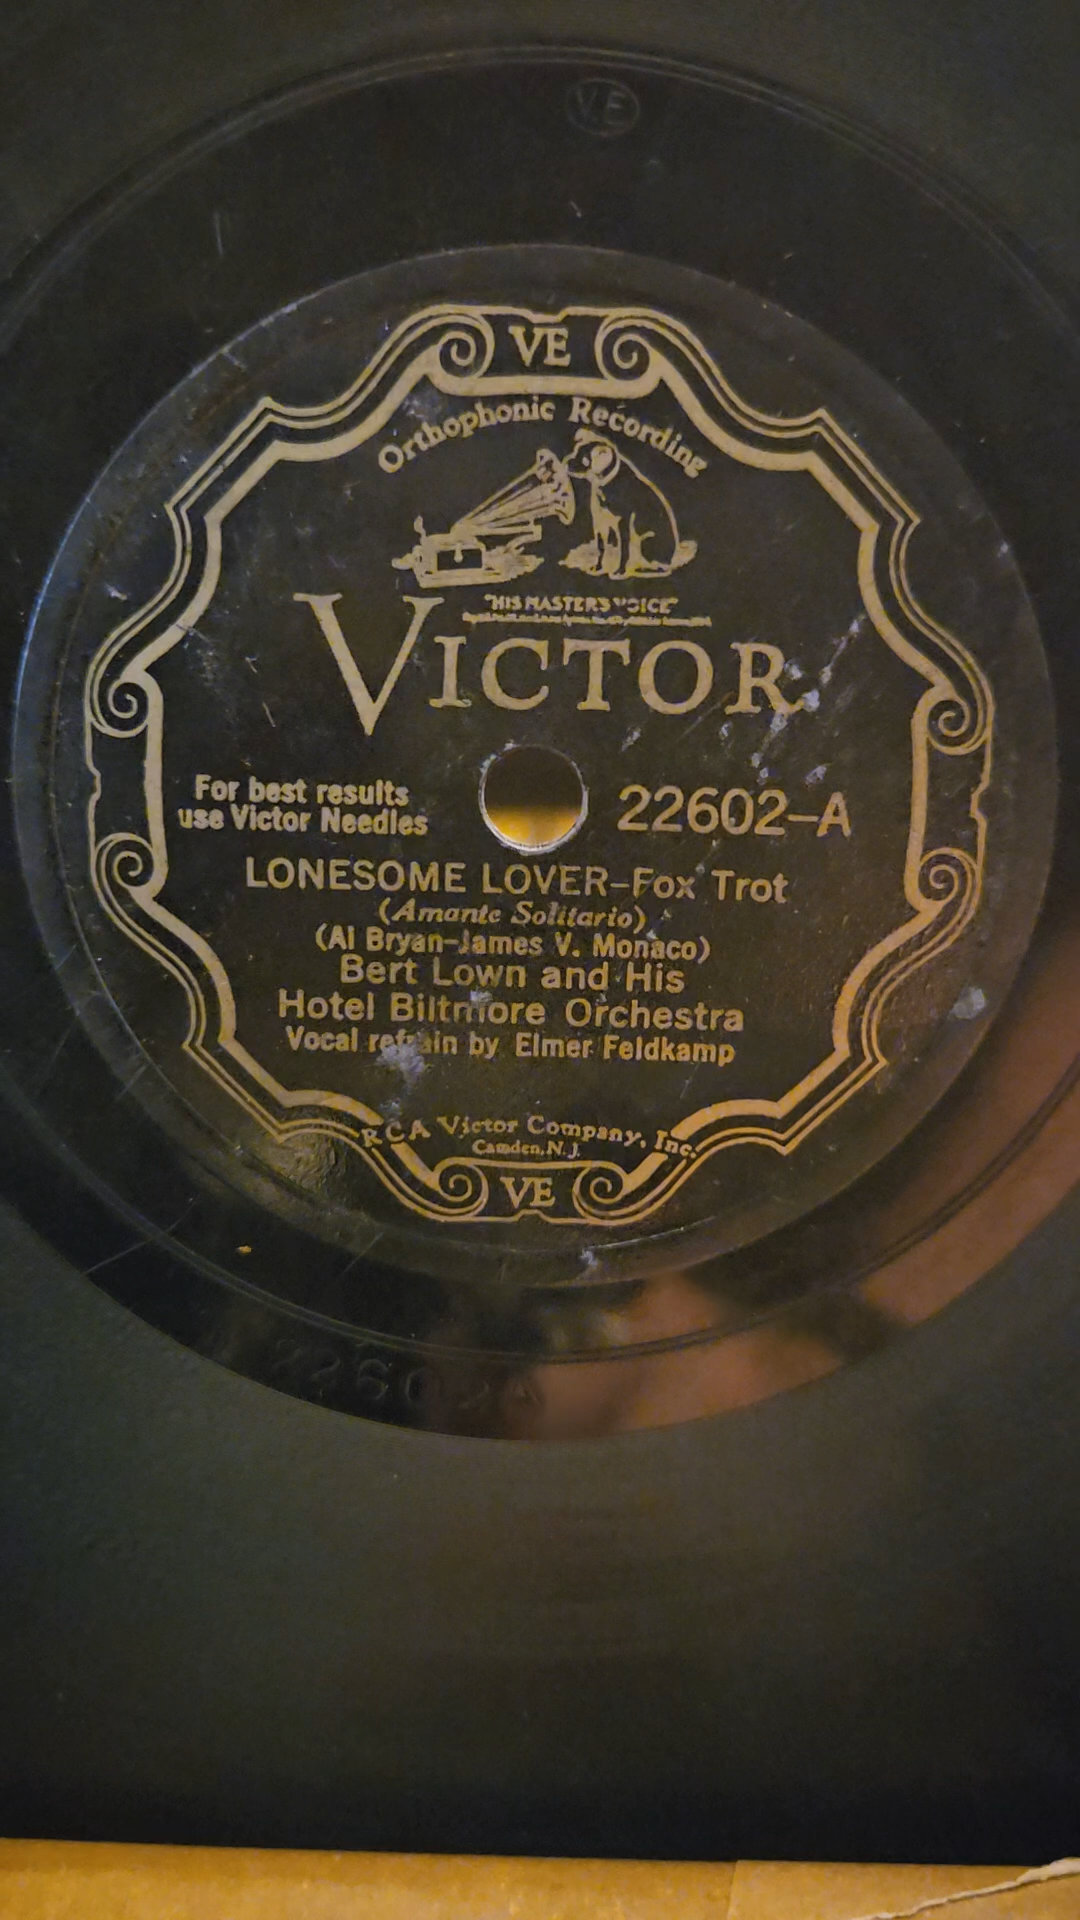 VE
VE
Orthophonic Recording
"HIS MASTER'S VOICE"
VICTOR
For best results
use Victor Needles
22602-A
LONESOME LOVER-Fox Trot
(Amante Solitario)
(Al Bryan-James V. Monaco)
Bert Lown and His
Hotel Biltmore Orchestra
Vocal refrain by Elmer Feldkamp
RCA Victor Company, Inc.
Camden, N. J.
VE
22602A